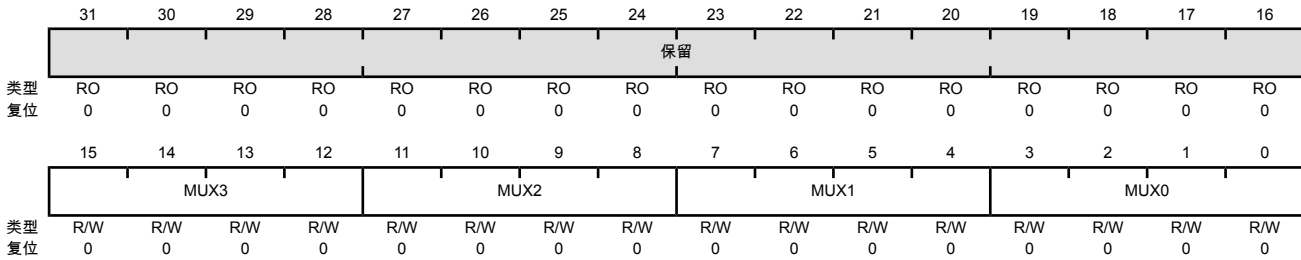 31 30 29 28 27 26 25 24 23 22 21 20 19 18 17 16
保留
类型 RO RO RO RO RO RO RO RO RO RO RO RO RO RO RO RO
复位 0 0 0 0 0 0 0 0 0 0 0 0 0 0 0 0
15 14 13 12 11 10 9 8 7 6 5 4 3 2 1 0
MUX3 MUX2 MUX1 MUX0
类型 R/W R/W R/W R/W R/W R/W R/W R/W R/W R/W R/W R/W R/W R/W R/W R/W
复位 0 0 0 0 0 0 0 0 0 0 0 0 0 0 0 0